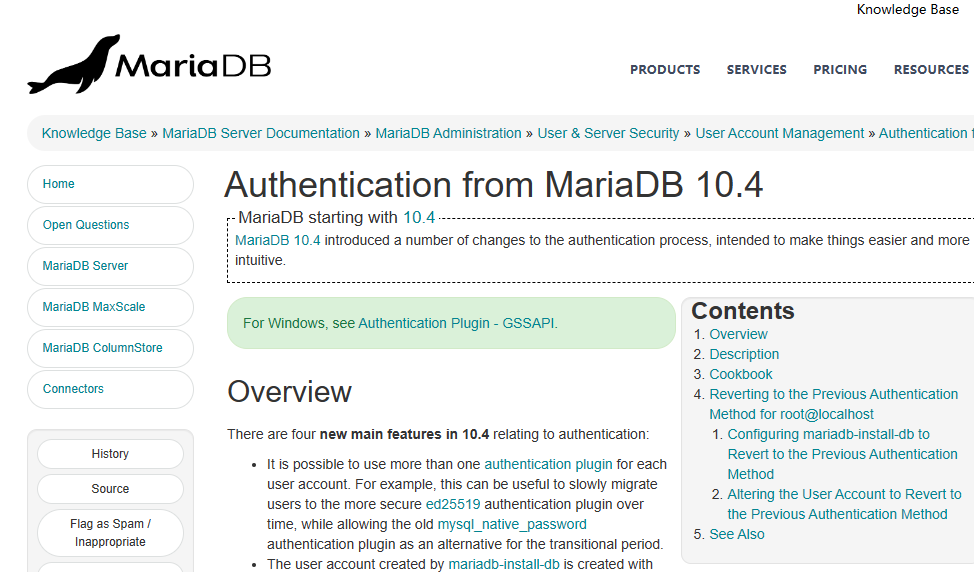 Knowledge Base
MariaDB
PRODUCTS SERVICES PRICING RESOURCES
Knowledge Base » MariaDB Server Documentation » MariaDB Administration » User & Server Security » User Account Management » Authentication f
Home
Open Questions
MariaDB Server
MariaDB MaxScale
MariaDB ColumnStore
Connectors
History
Source
Flag as Spam /
Inappropriate
Authentication from MariaDB 10.4
MariaDB starting with 10.4
MariaDB 10.4 introduced a number of changes to the authentication process, intended to make things easier and more
intuitive.
For Windows, see Authentication Plugin - GSSAPI.
Overview
There are four new main features in 10.4 relating to authentication:
• It is possible to use more than one authentication plugin for each
user account. For example, this can be useful to slowly migrate
users to the more secure ed25519 authentication plugin over
time, while allowing the old mysql_native_password
authentication plugin as an alternative for the transitional period.
• The user account created by mariadb-install-db is created with
Contents
1. Overview
2. Description
3. Cookbook
4. Reverting to the Previous Authentication
Method for root@localhost
1. Configuring mariadb-install-db to
Revert to the Previous Authentication
Method
2. Altering the User Account to Revert to
the Previous Authentication Method
5. See Also